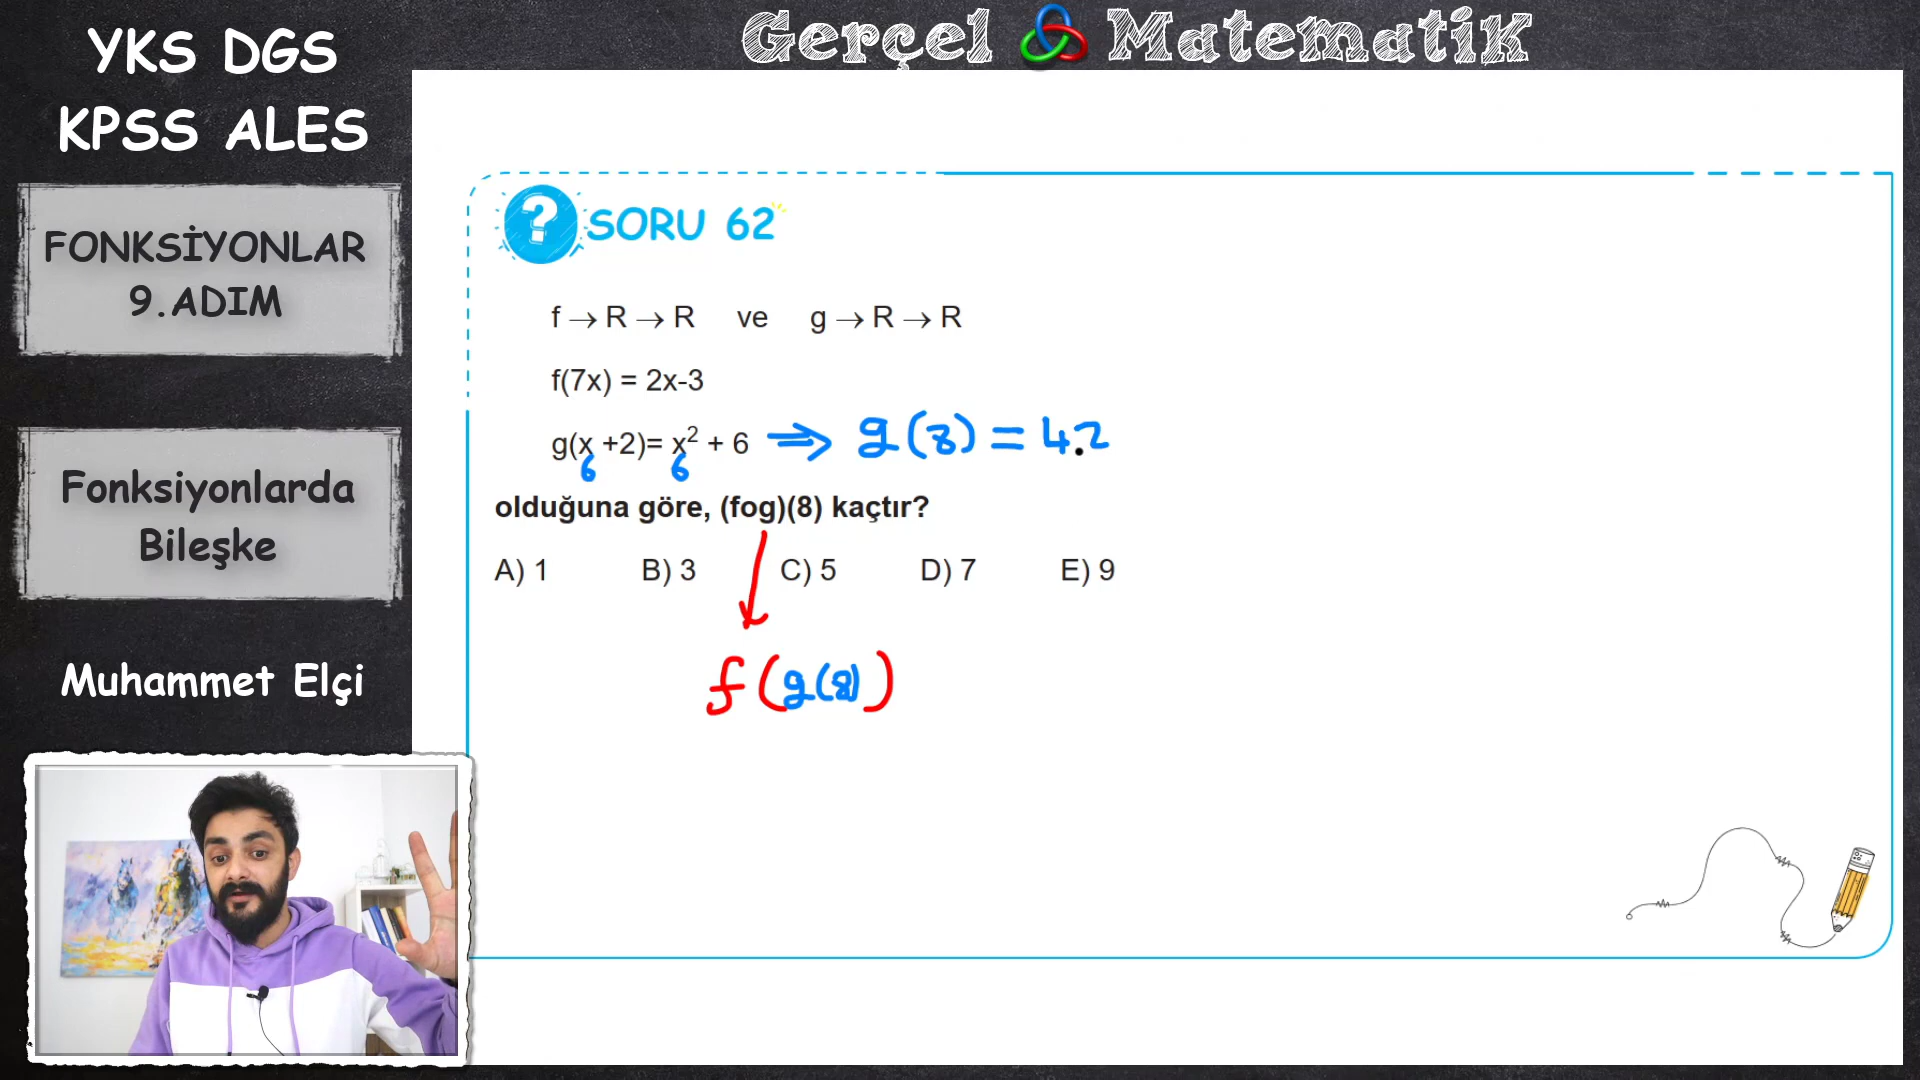 YKS DGS
KPSS ALES
Gerçel Matematik
FONKSİYONLAR
9.ADIM
Fonksiyonlarda
Bileşke
Muhammet Elçi
SORU 62
f → R → R ve g → R → R
f(7x) = 2x-3
g(x +2)= x² + 6 ⇒ g(8) = 42
6 6
olduğuna göre, (fog)(8) kaçtır?
A) 1 B) 3 C) 5 D) 7 E) 9
f(g(8))